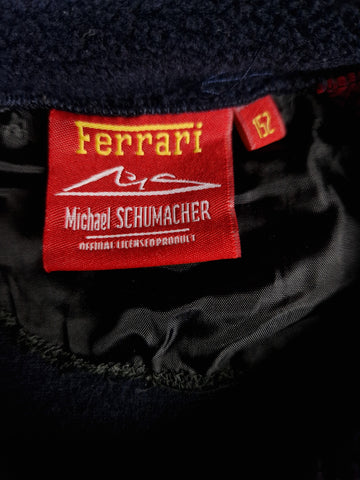 Ferrari
152
Michael SCHUMACHER
OFFICIAL LICENSED PRODUCT